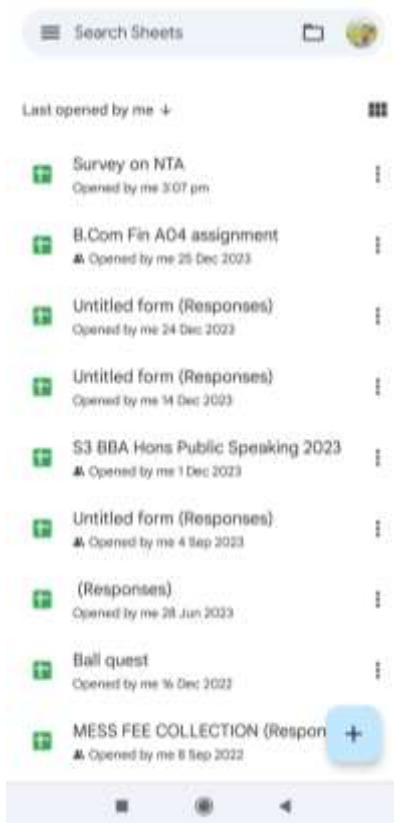 Search Sheets
Last opened by me ↓
Survey on NTA
Opened by me 3:07 pm
B.Com Fin A04 assignment
Opened by me 25 Dec 2023
Untitled form (Responses)
Opened by me 24 Dec 2023
Untitled form (Responses)
Opened by me 14 Dec 2023
S3 BBA Hons Public Speaking 2023
Opened by me 1 Dec 2023
Untitled form (Responses)
Opened by me 4 Sep 2023
(Responses)
Opened by me 28 Jun 2023
Ball quest
Opened by me 16 Dec 2022
MESS FEE COLLECTION (Respon
Opened by me 8 Sep 2022